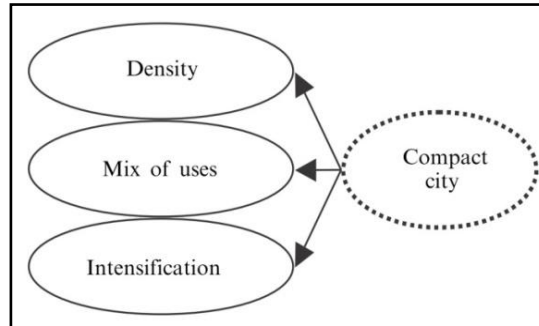 Density
Mix of uses
Compact
city
Intensification